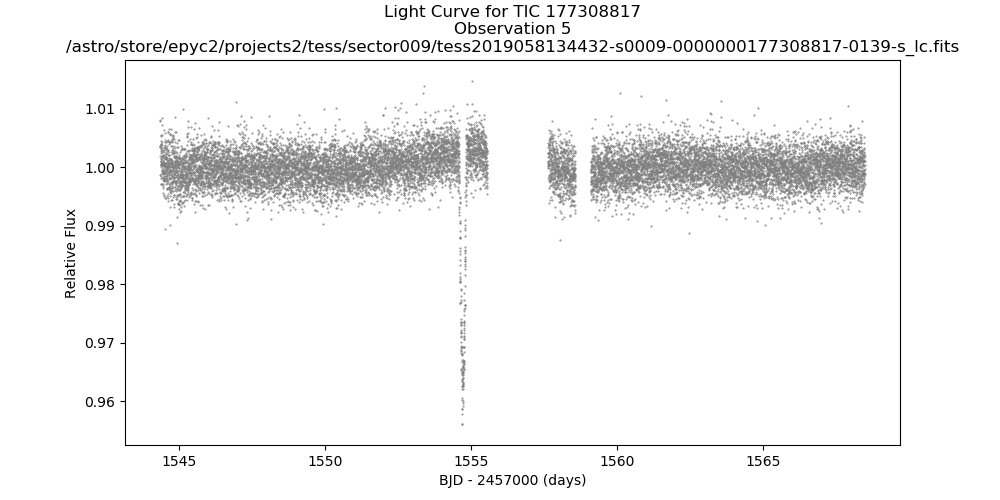 Light Curve for TIC 177308817
Observation 5
/astro/store/epyc2/projects2/tess/sector009/tess2019058134432-s0009-0000000177308817-0139-s_lc.fits
1.01
1.00
0.99
0.98
0.97
0.96
Relative Flux
1545
1550
1555
1560
1565
BJD - 2457000 (days)